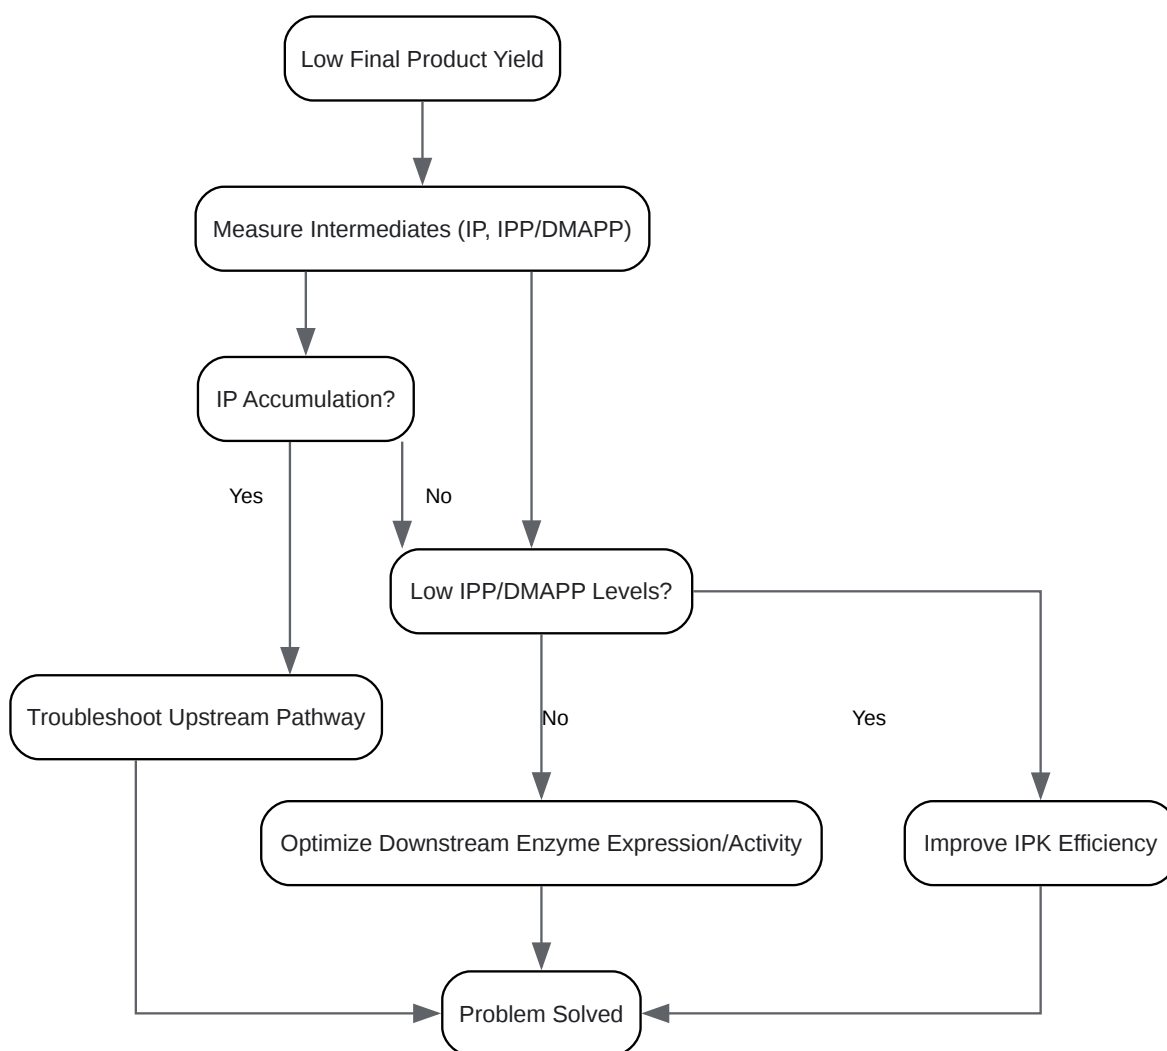 Low Final Product Yield
Measure Intermediates (IP, IPP/DMAPP)
IP Accumulation?
Yes
No
Low IPP/DMAPP Levels?
Troubleshoot Upstream Pathway
No
Yes
Optimize Downstream Enzyme Expression/Activity
Improve IPK Efficiency
Problem Solved